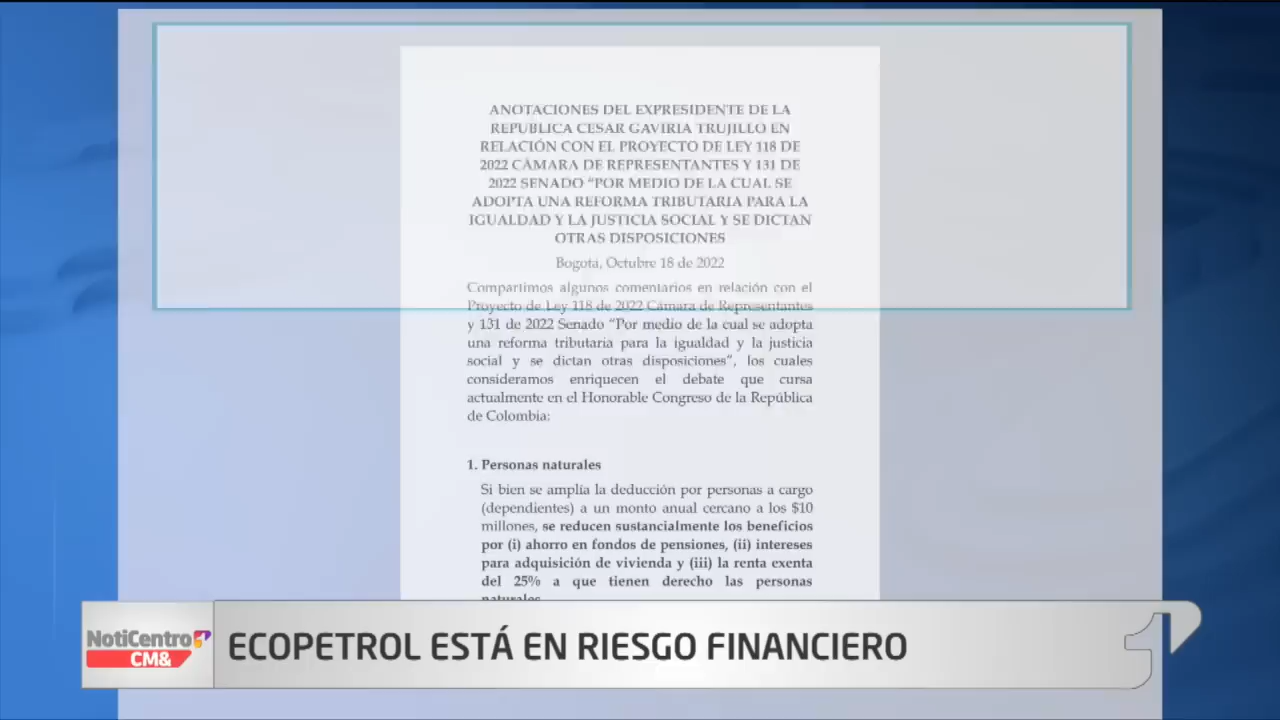 ANOTACIONES DEL EXPRESIDENTE DE LA
REPUBLICA CESAR GAVIRIA TRUJILLO EN
RELACIÓN CON EL PROYECTO DE LEY 118 DE
2022 CÁMARA DE REPRESENTANTES Y 131 DE
2022 SENADO “POR MEDIO DE LA CUAL SE
ADOPTA UNA REFORMA TRIBUTARIA PARA LA
IGUALDAD Y LA JUSTICIA SOCIAL Y SE DICTAN
OTRAS DISPOSICIONES
Bogota, Octubre 18 de 2022
Compartimos algunos comentarios en relación con el
Proyecto de Ley 118 de 2022 Cámara de Representantes
y 131 de 2022 Senado “Por medio de la cual se adopta
una reforma tributaria para la igualdad y la justicia
social y se dictan otras disposiciones”, los cuales
consideramos enriquecen el debate que cursa
actualmente en el Honorable Congreso de la República
de Colombia:
1. Personas naturales
Si bien se amplía la deducción por personas a cargo
(dependientes) a un monto anual cercano a los $10
millones, se reducen sustancialmente los beneficios
por (i) ahorro en fondos de pensiones, (ii) intereses
para adquisición de vivienda y (iii) la renta exenta
del 25% a que tienen derecho las personas
naturales
NotiCentro 1
CM&
ECOPETROL ESTÁ EN RIESGO FINANCIERO
1